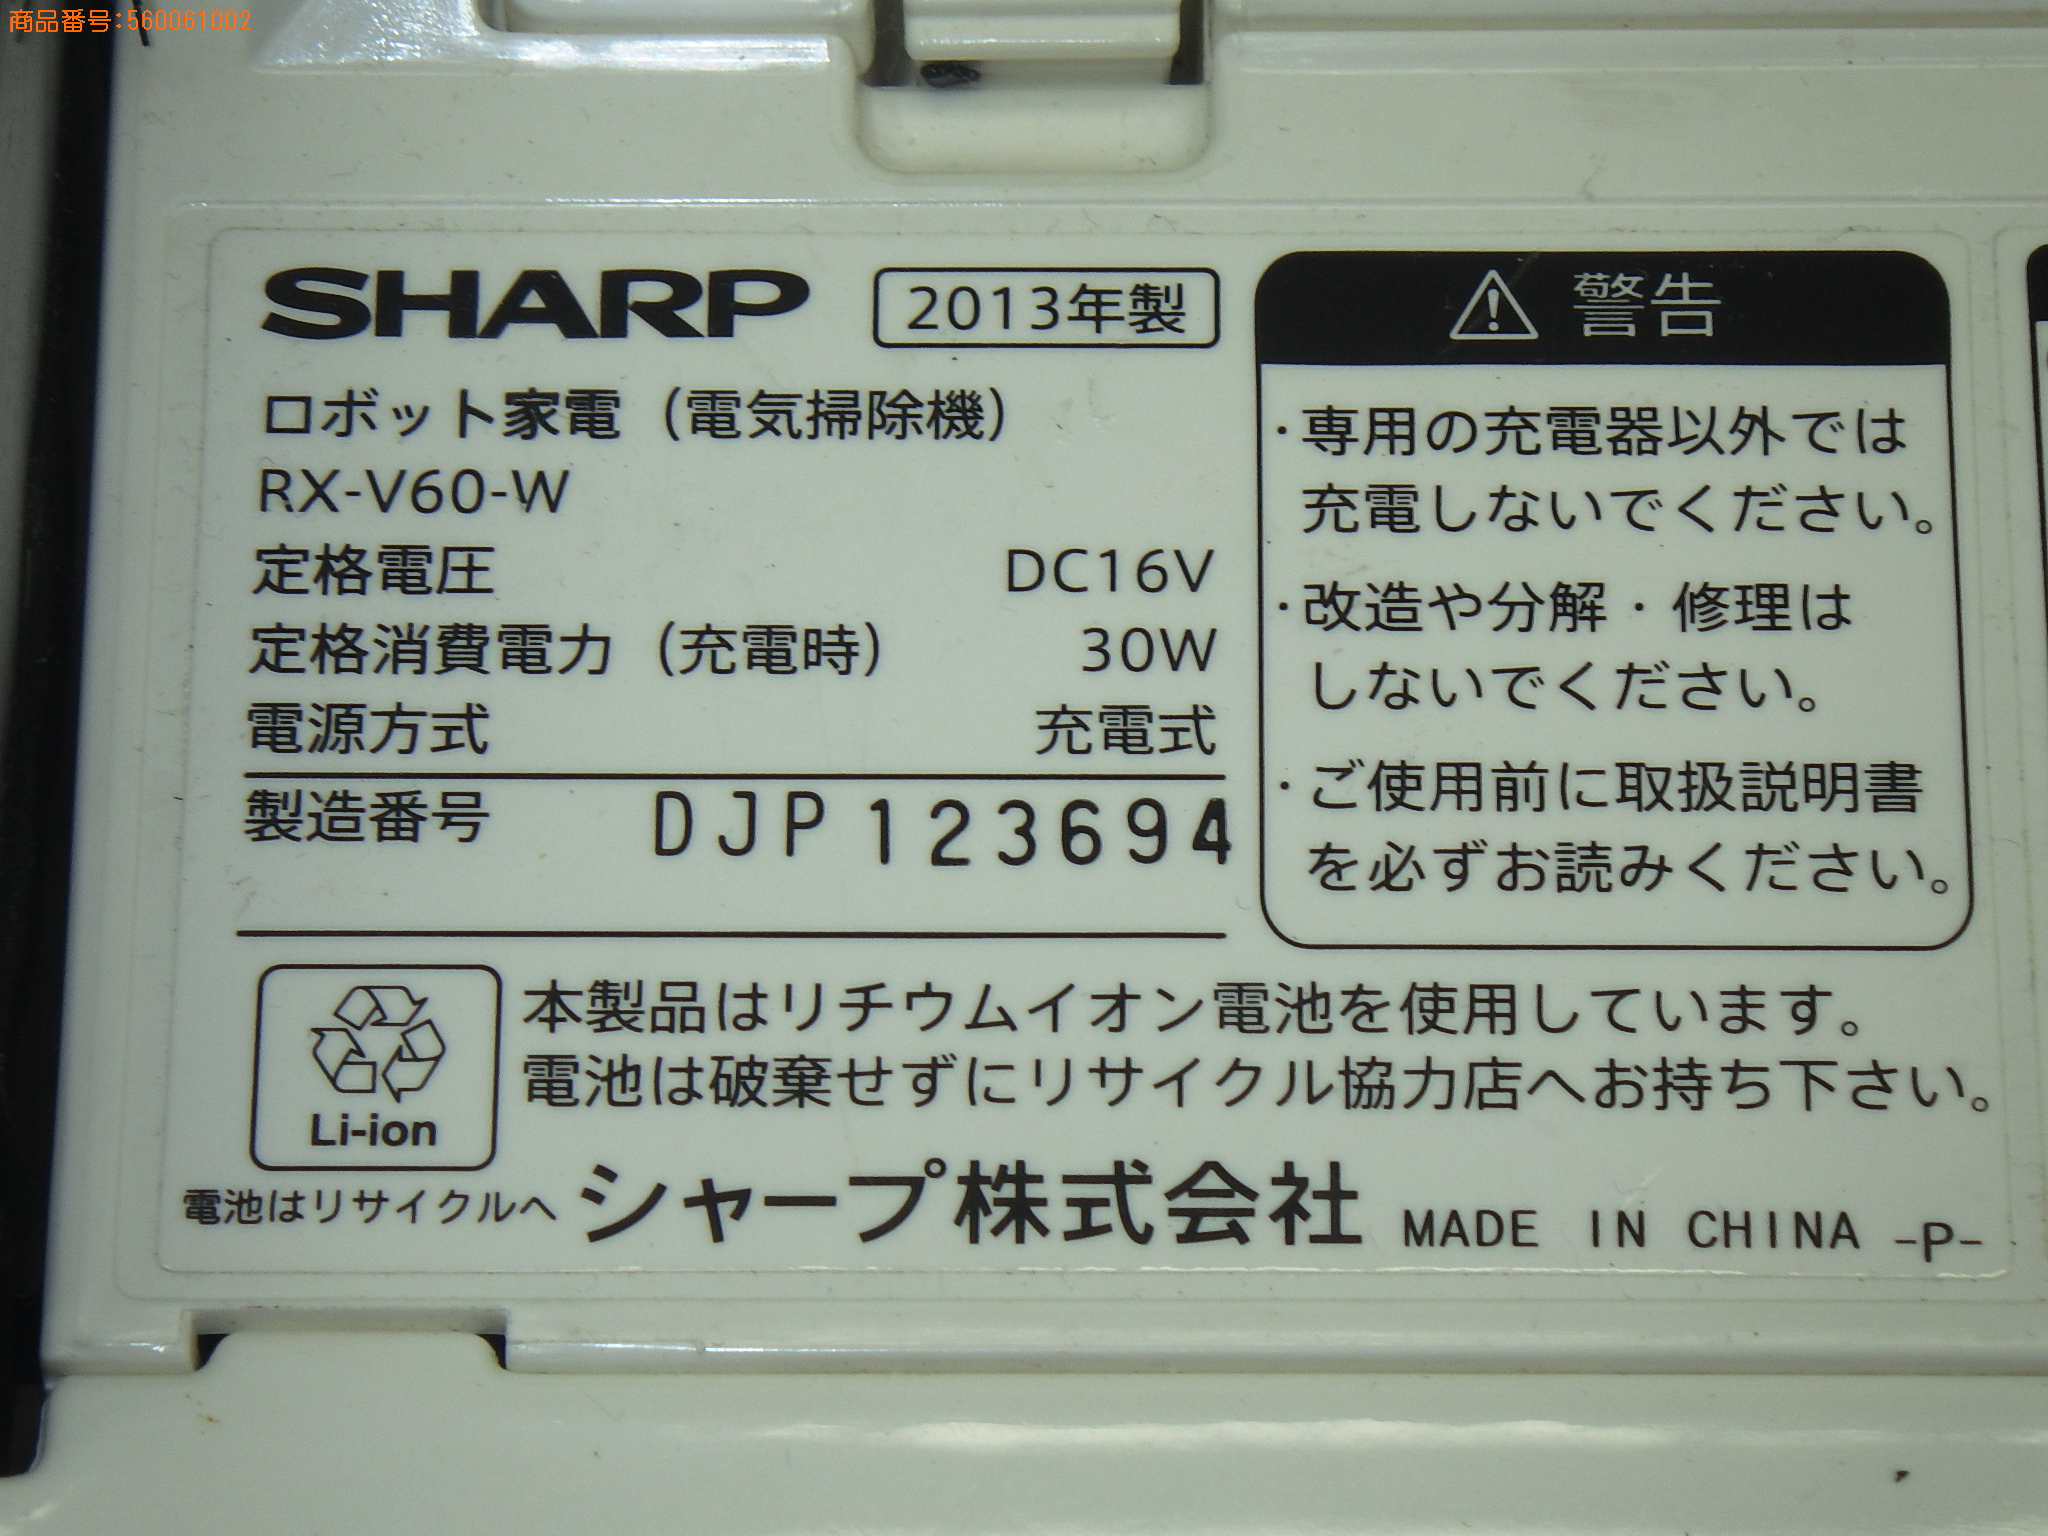 商品番号:560061002
SHARP 2013年製
ロボット家電（電気掃除機）
RX-V60-W
定格電圧 DC16V
定格消費電力（充電時） 30W
電源方式 充電式
製造番号 DJP123694
警告
・専用の充電器以外では
充電しないでください。
・改造や分解・修理は
しないでください。
・ご使用前に取扱説明書
を必ずお読みください。
Li-ion
電池はリサイクルへ
本製品はリチウムイオン電池を使用しています。
電池は破棄せずにリサイクル協力店へお持ち下さい。
シャープ株式会社 MADE IN CHINA -P-